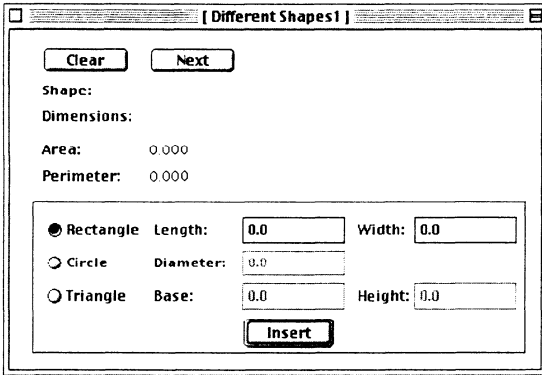 [ Different Shapes1 ]
Clear Next
Shape:
Dimensions:
Area: 0.000
Perimeter: 0.000
Rectangle Length: 0.0 Width: 0.0
Circle Diameter: 0.0
Triangle Base: 0.0 Height: 0.0
Insert